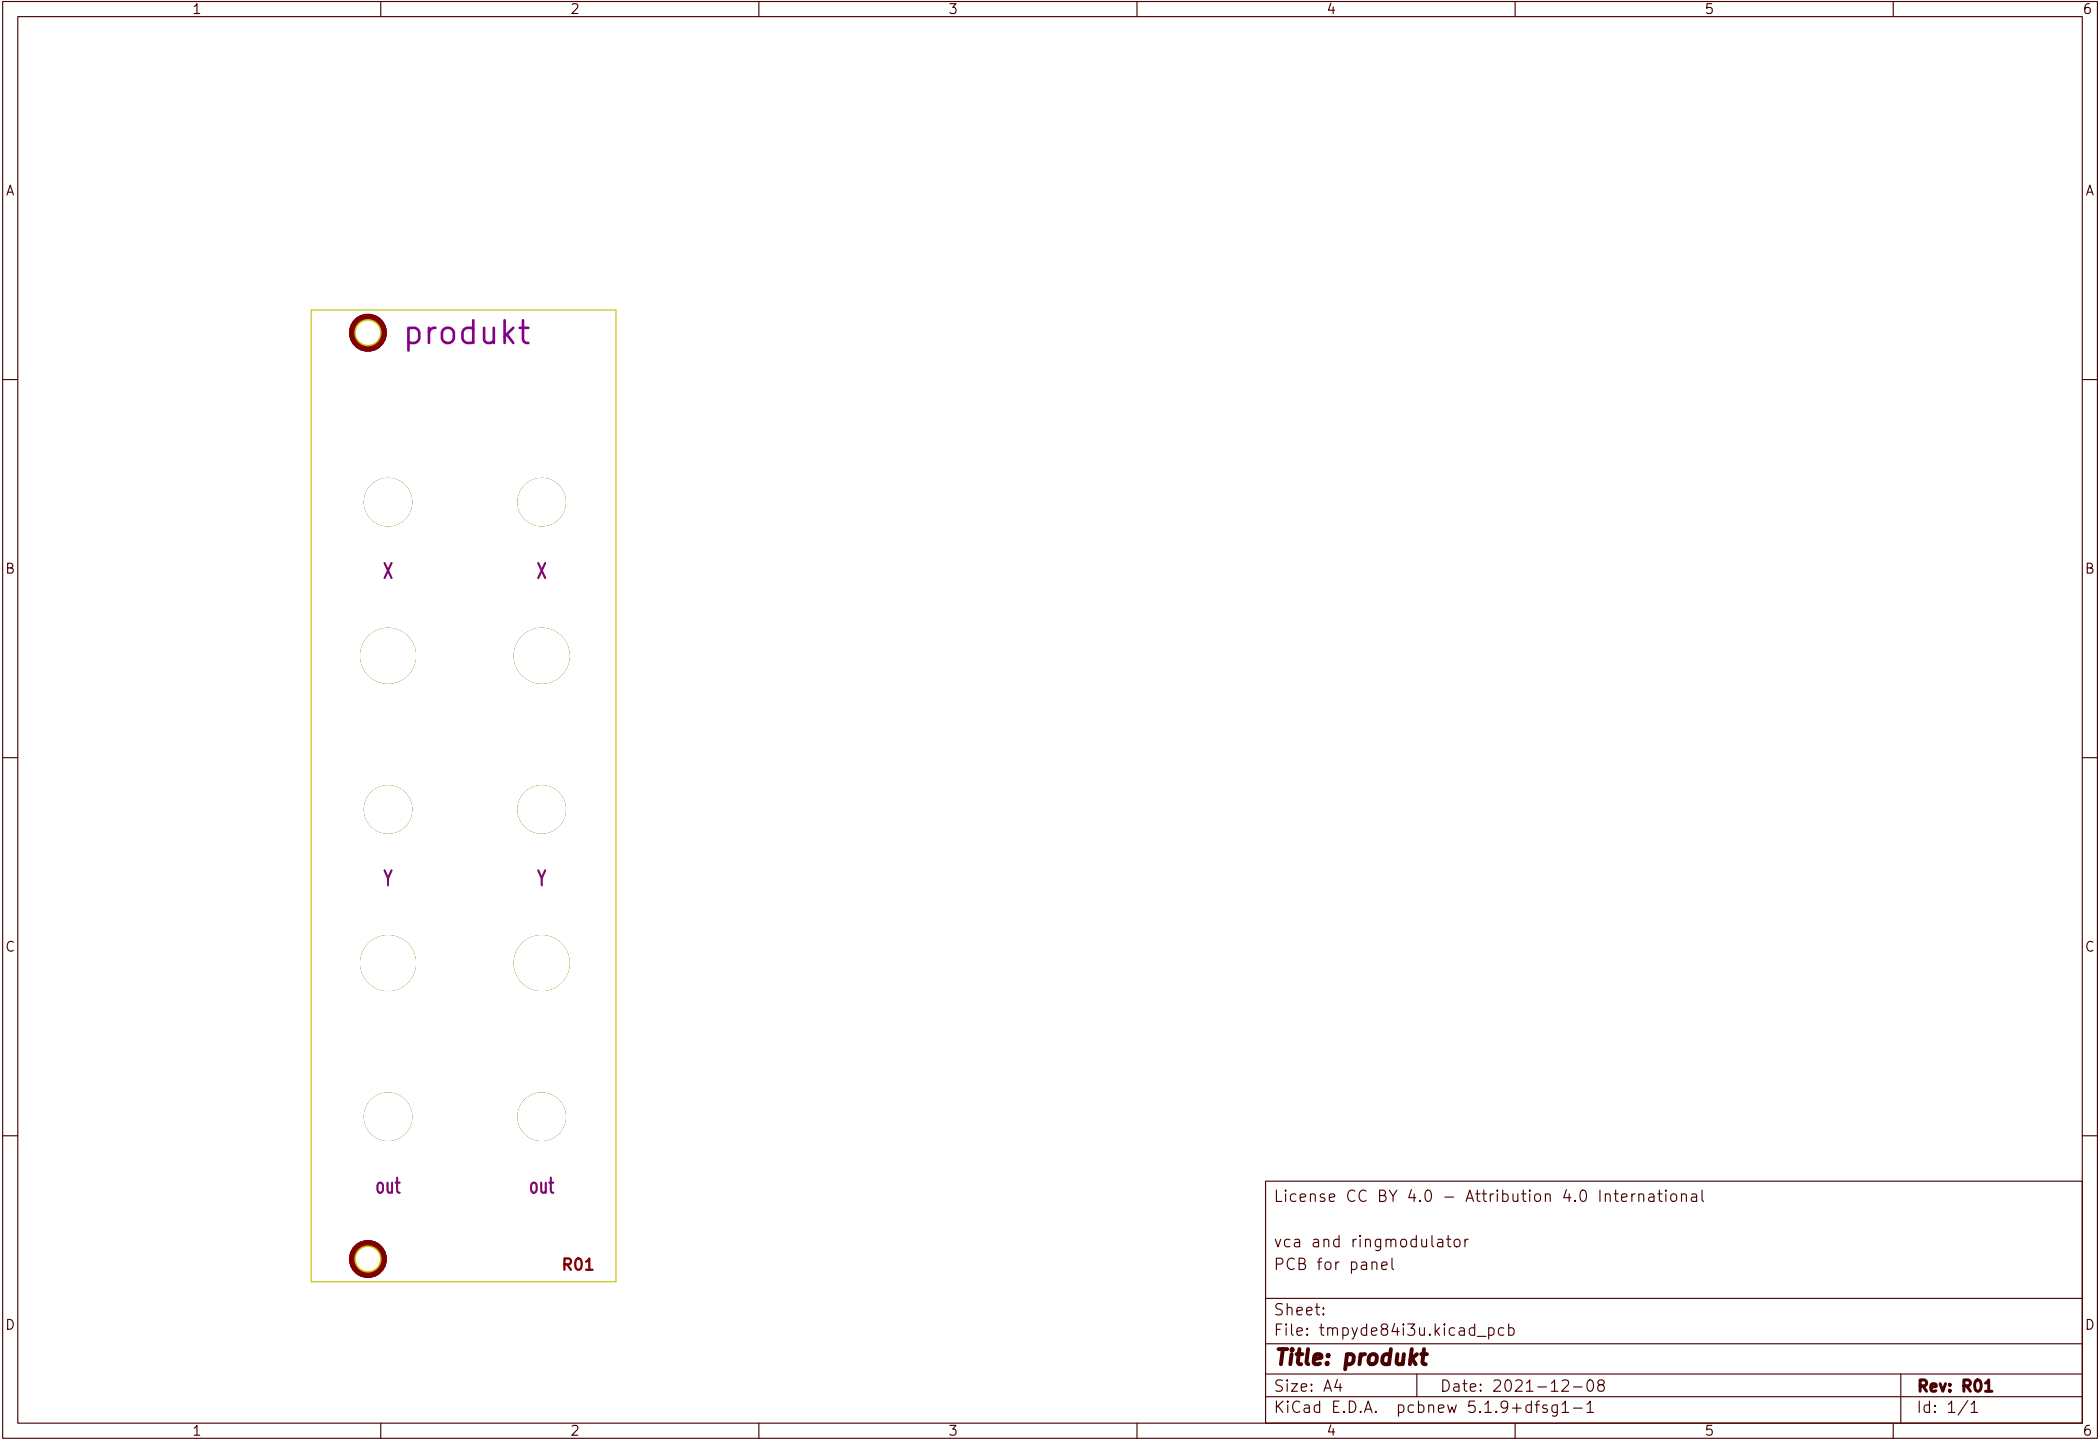 1 2 3 4 5 6
A A
produkt
X X
B B
Y Y
C C
out out
R01
License CC BY 4.0 – Attribution 4.0 International
vca and ringmodulator
PCB for panel
Sheet:
File: tmpyde84i3u.kicad_pcb
D D
Title: produkt
Size: A4 Date: 2021–12–08 Rev: R01
KiCad E.D.A. pcbnew 5.1.9+dfsg1–1 Id: 1/1
1 2 3 4 5 6